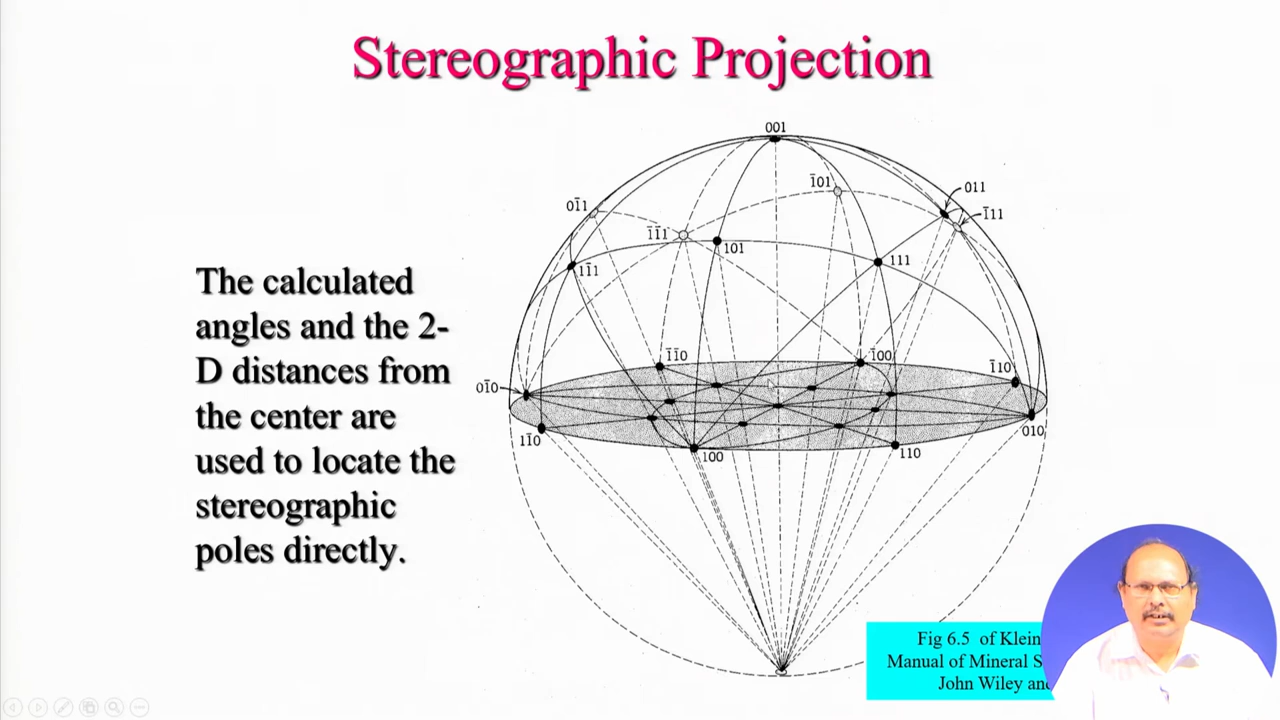 Stereographic Projection
The calculated
angles and the 2-
D distances from
the center are
used to locate the
stereographic
poles directly.
001
1̅01
011
01̅1
1̅11
1̅1̅1
101
111
11̅1
1̅1̅0
1̅00
1̅10
01̅0
11̅0
100
110
010
Fig 6.5 of Klein
Manual of Mineral S
John Wiley and